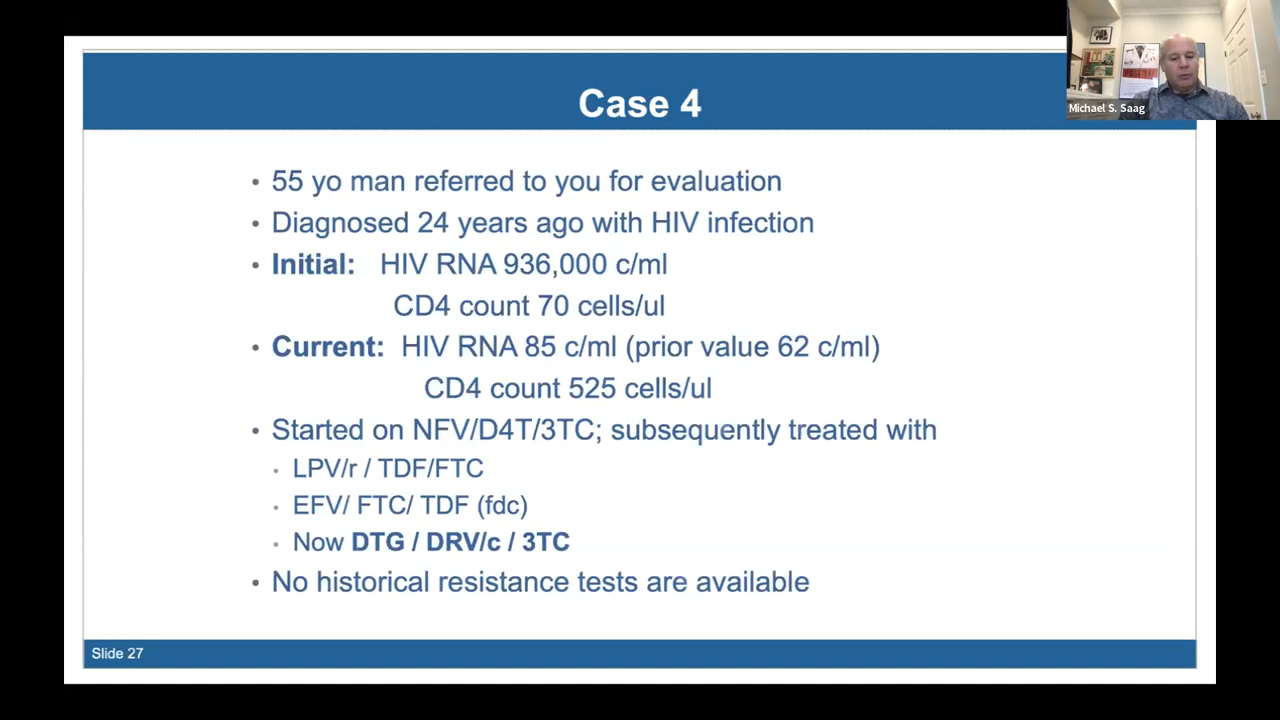 Case 4
Michael S. Saag
• 55 yo man referred to you for evaluation
• Diagnosed 24 years ago with HIV infection
• Initial: HIV RNA 936,000 c/ml
CD4 count 70 cells/ul
• Current: HIV RNA 85 c/ml (prior value 62 c/ml)
CD4 count 525 cells/ul
• Started on NFV/D4T/3TC; subsequently treated with
• LPV/r / TDF/FTC
• EFV/ FTC/ TDF (fdc)
• Now DTG / DRV/c / 3TC
• No historical resistance tests are available
Slide 27